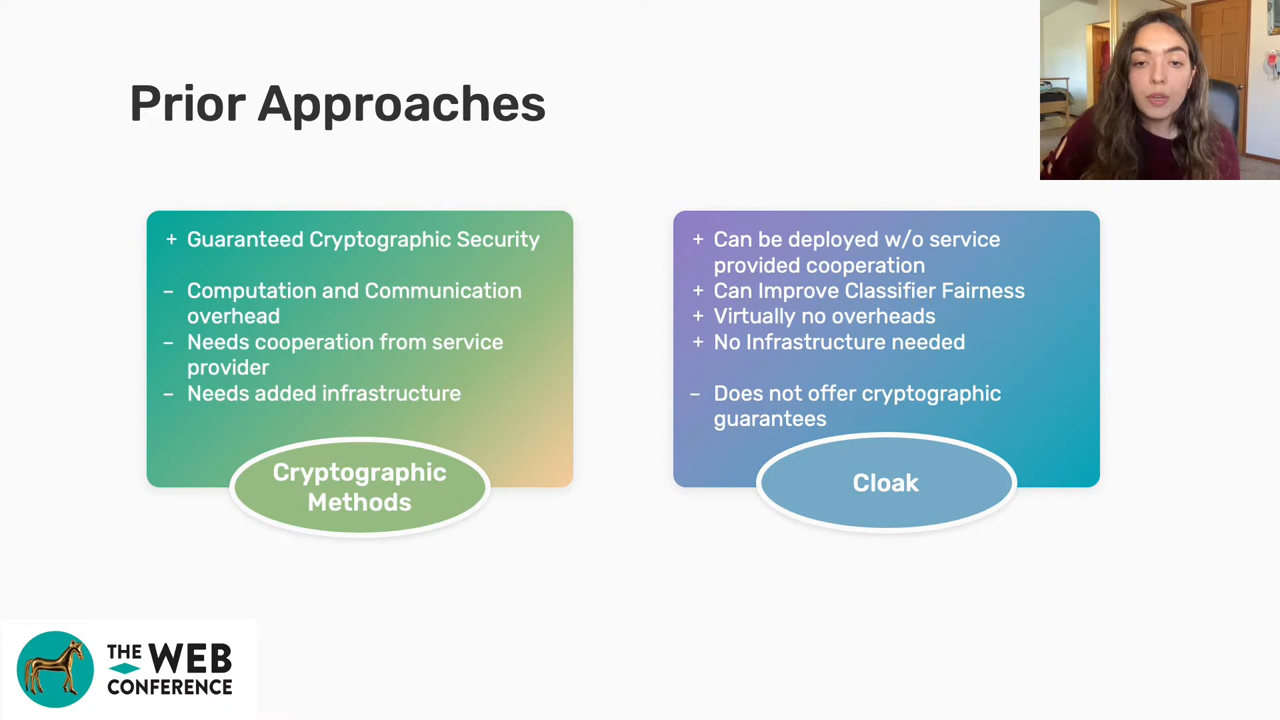 Prior Approaches
+ Guaranteed Cryptographic Security
– Computation and Communication
overhead
– Needs cooperation from service
provider
– Needs added infrastructure
Cryptographic
Methods
+ Can be deployed w/o service
provided cooperation
+ Can Improve Classifier Fairness
+ Virtually no overheads
+ No Infrastructure needed
– Does not offer cryptographic
guarantees
Cloak
THE WEB
CONFERENCE